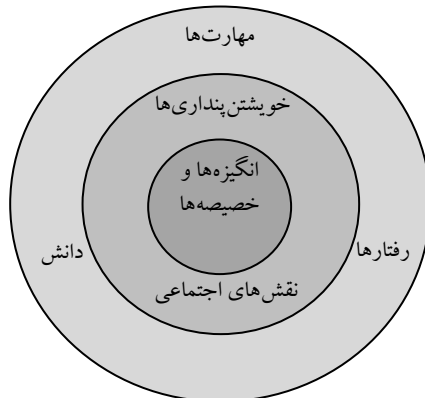 مهارت‌ها
خویشتن‌پنداری‌ها
انگیزه‌ها و
خصیصه‌ها
رفتارها
دانش
نقش‌های اجتماعی